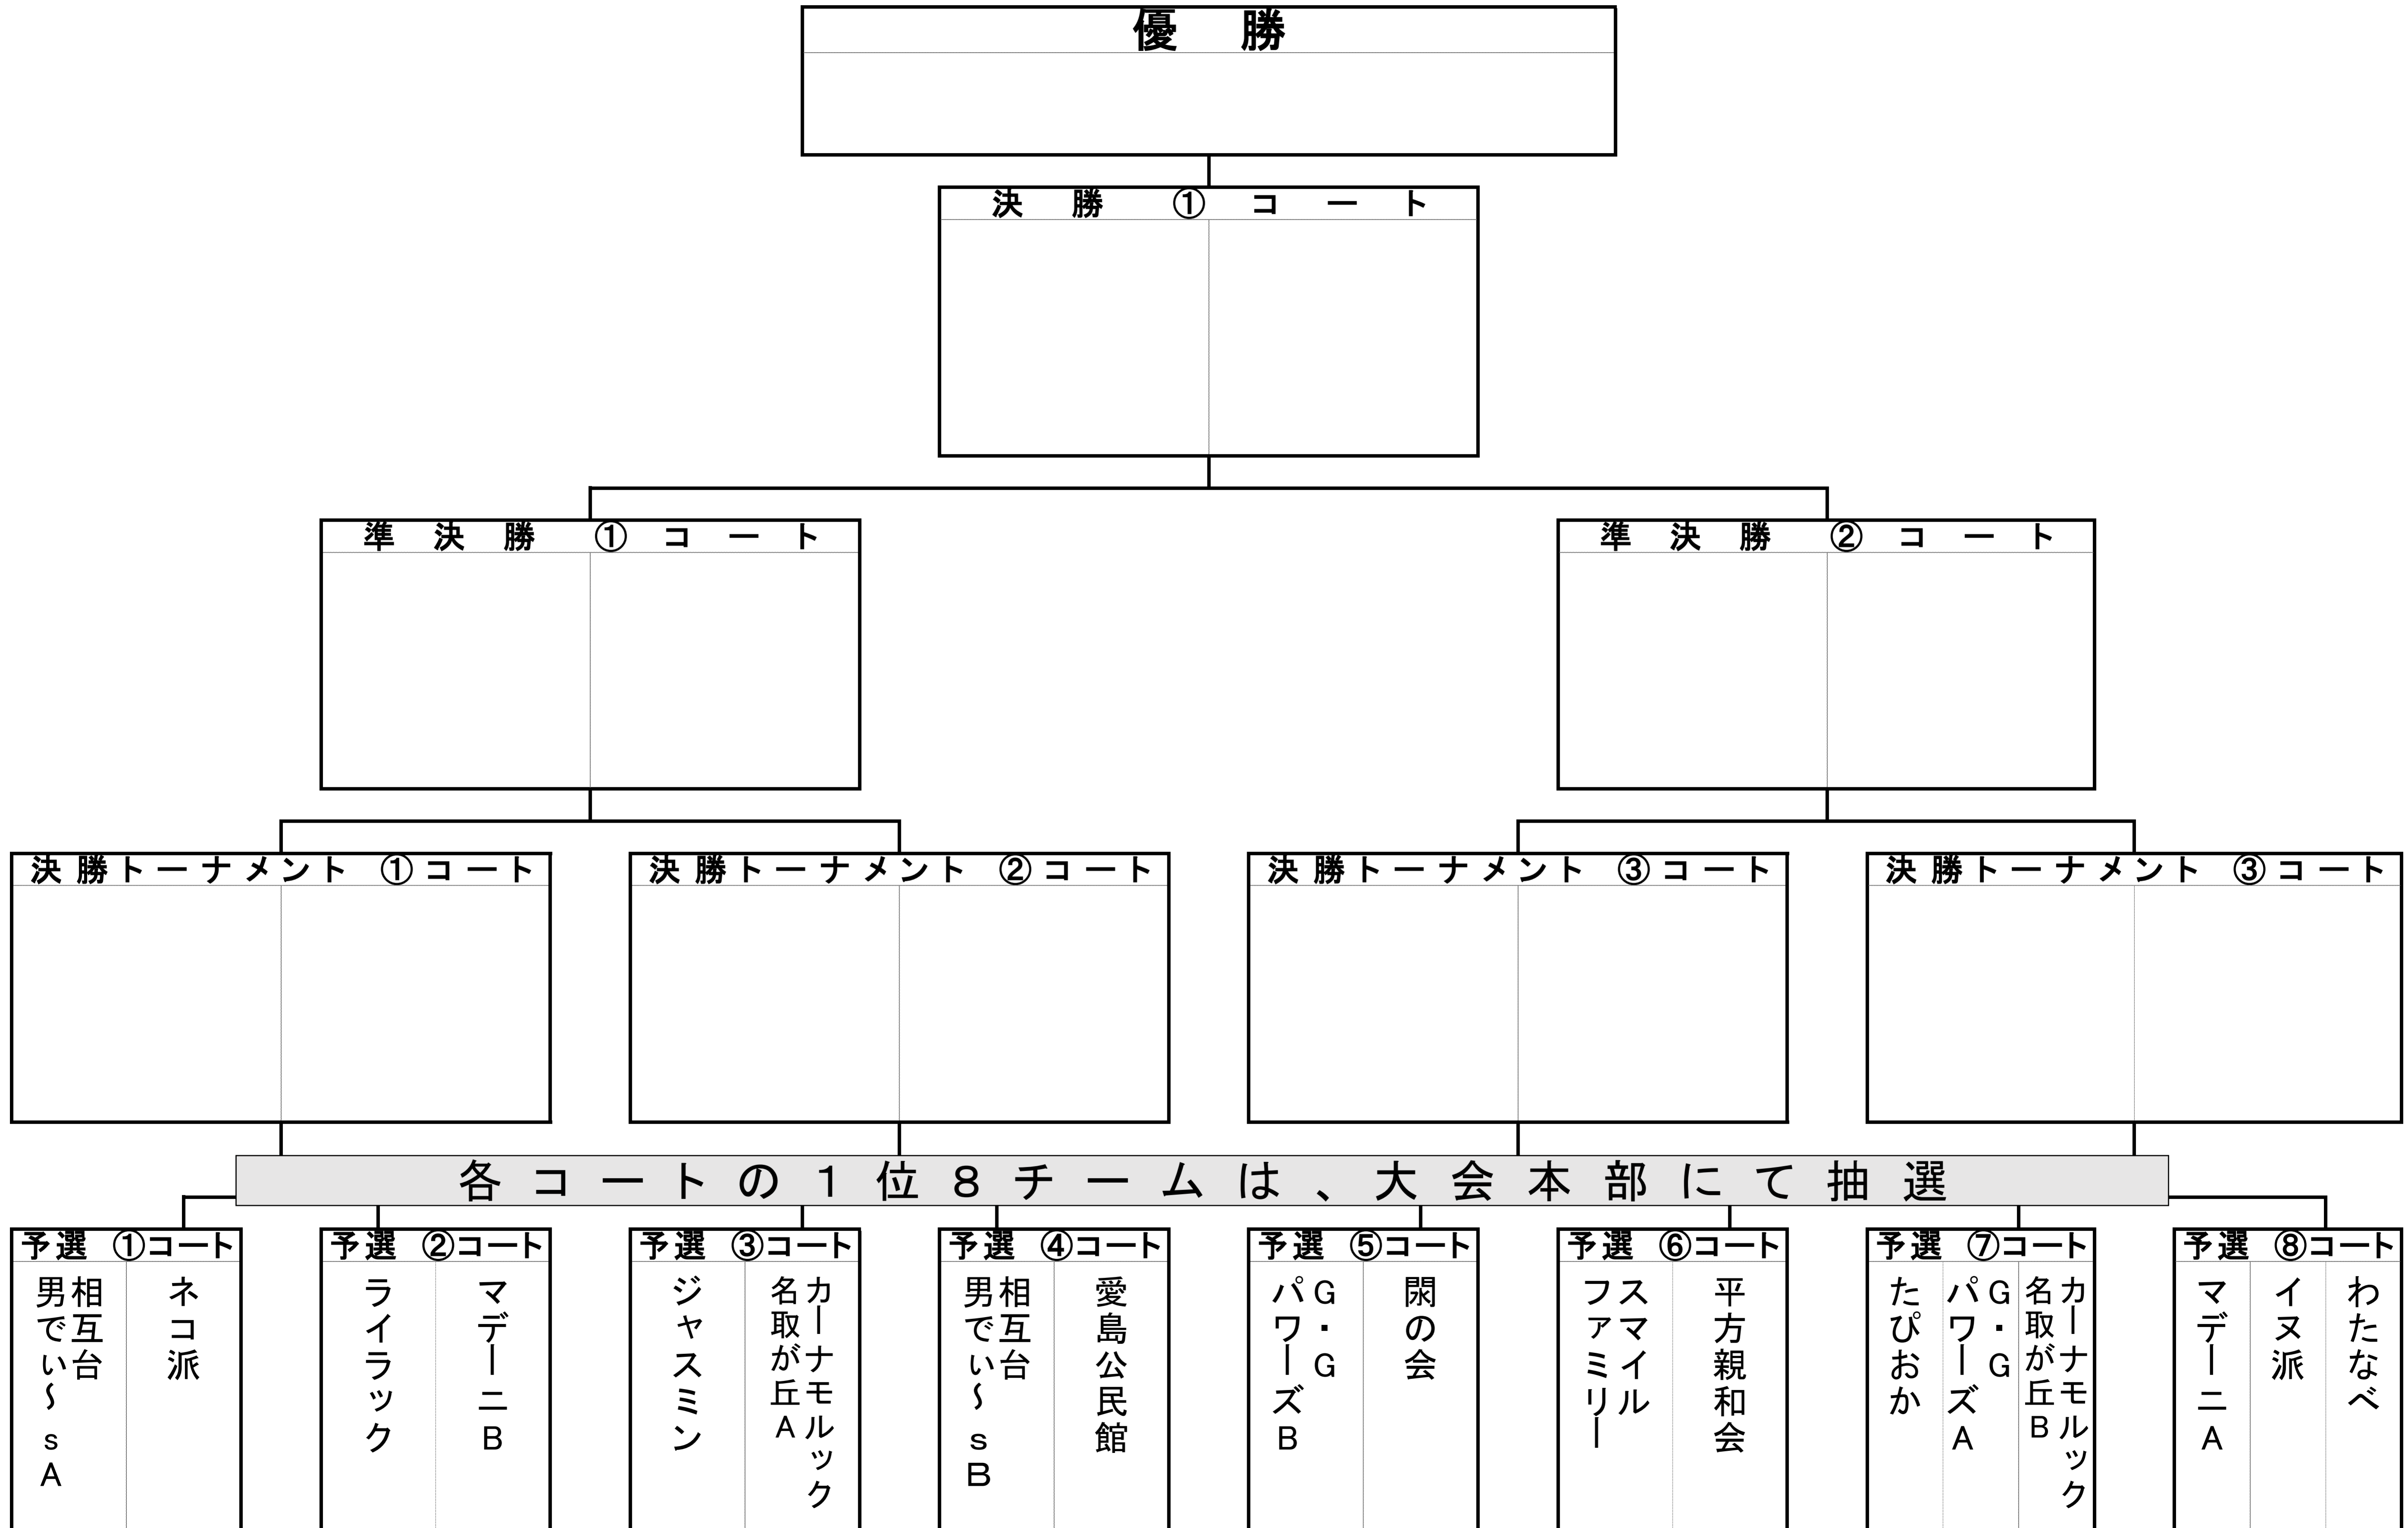 優勝
決勝 ①コート
準決勝 ①コート
準決勝 ②コート
決勝トーナメント ①コート
決勝トーナメント ②コート
決勝トーナメント ③コート
決勝トーナメント ③コート
各コートの1位8チームは、大会本部にて抽選
予選 ①コート
相互台
男でぃ～sA
ネコ派
予選 ②コート
ライラック
マデーニB
予選 ③コート
ジャスミン
カーナモルック
名取が丘A
予選 ④コート
相互台
男でぃ～sB
愛島公民館
予選 ⑤コート
G・G
パワーズB
閖の会
予選 ⑥コート
スマイル
ファミリー
平方親和会
予選 ⑦コート
たぴおか
G・G
パワーズA
カーナモルック
名取が丘B
予選 ⑧コート
マデーニA
イヌ派
わたなべ